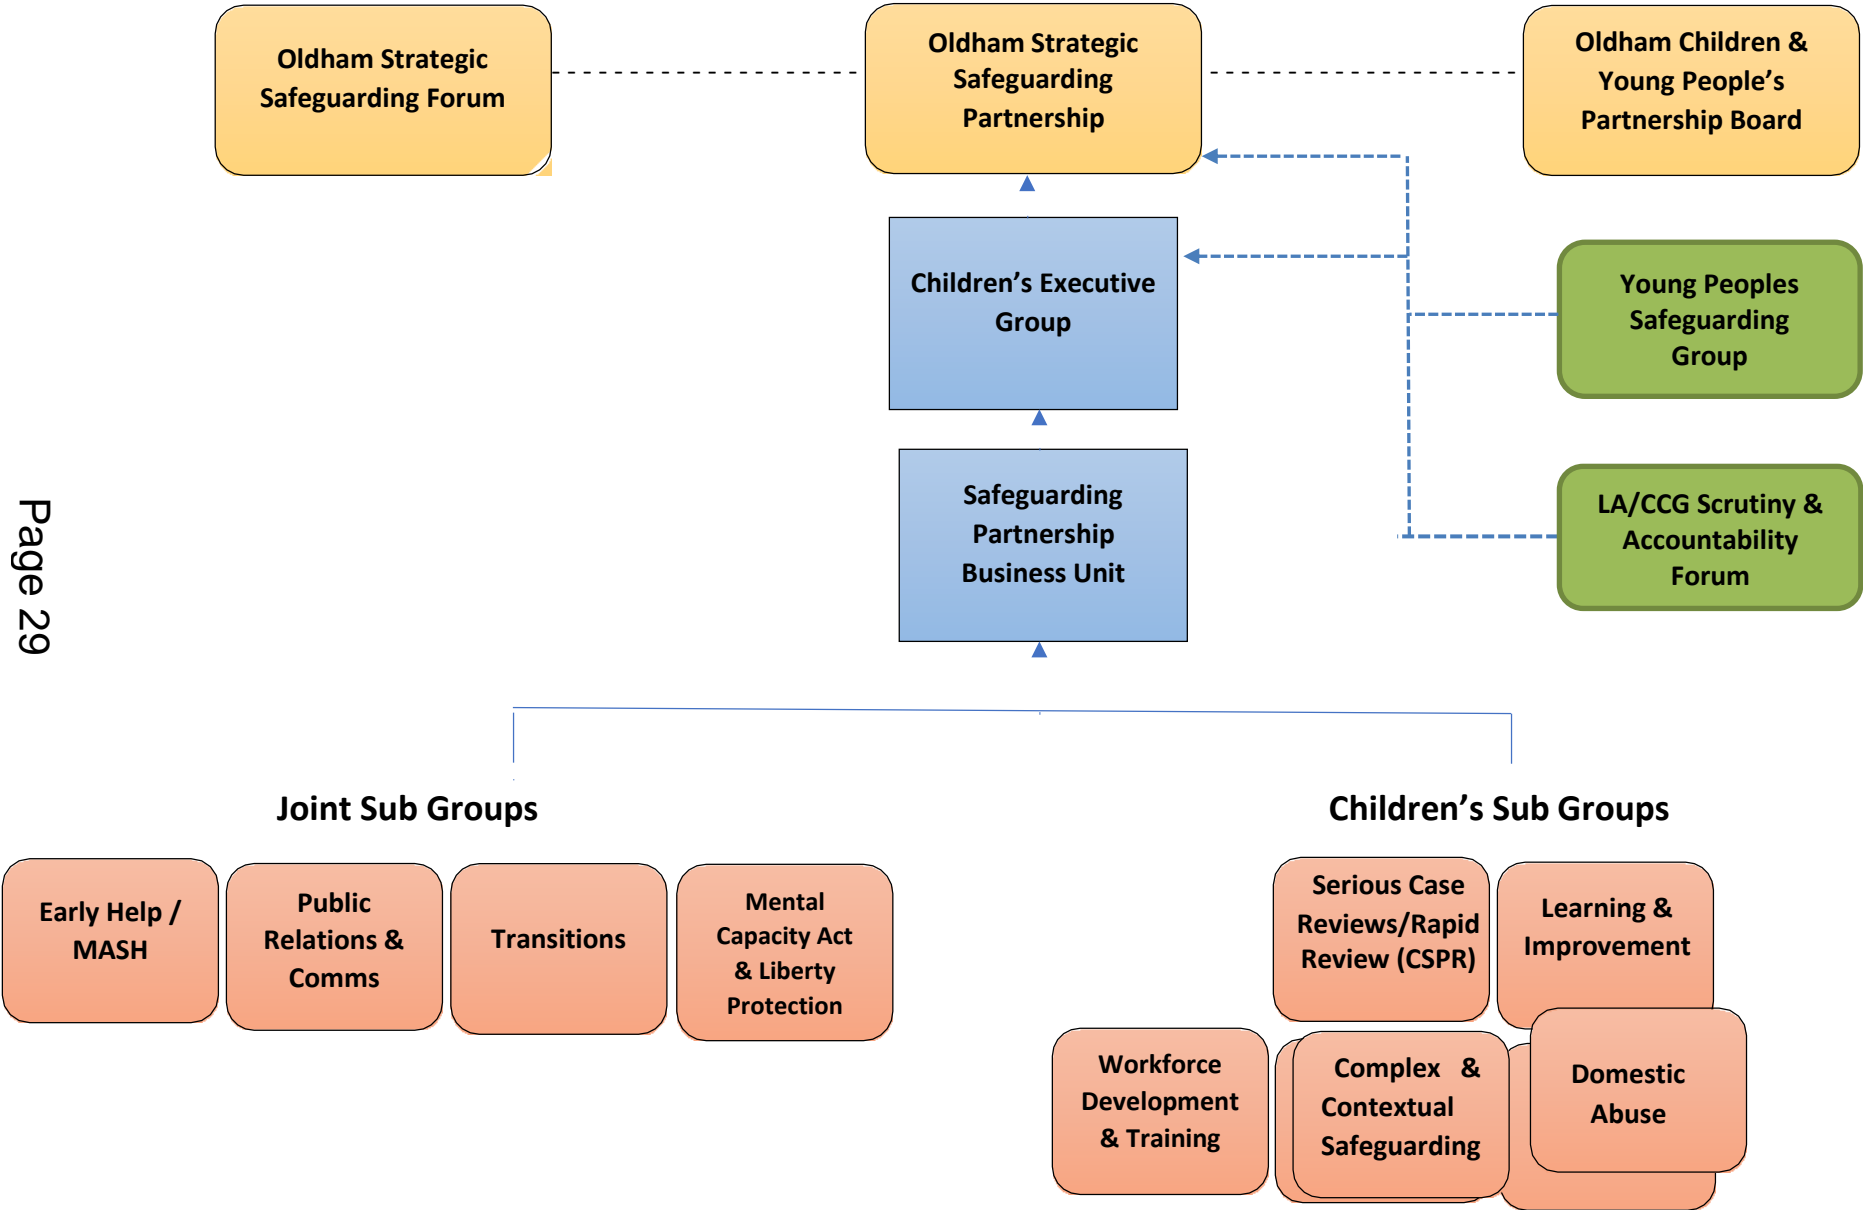 Oldham Strategic
Safeguarding Forum
Oldham Strategic
Safeguarding
Partnership
Oldham Children &
Young People’s
Partnership Board
Children’s Executive
Group
Young Peoples
Safeguarding
Group
Safeguarding
Partnership
Business Unit
LA/CCG Scrutiny &
Accountability
Forum
Page 29
Joint Sub Groups
Early Help /
MASH
Public
Relations &
Comms
Transitions
Mental
Capacity Act
& Liberty
Protection
Children’s Sub Groups
Serious Case
Reviews/Rapid
Review (CSPR)
Learning &
Improvement
Workforce
Development
& Training
Complex &
Contextual
Safeguarding
Domestic
Abuse